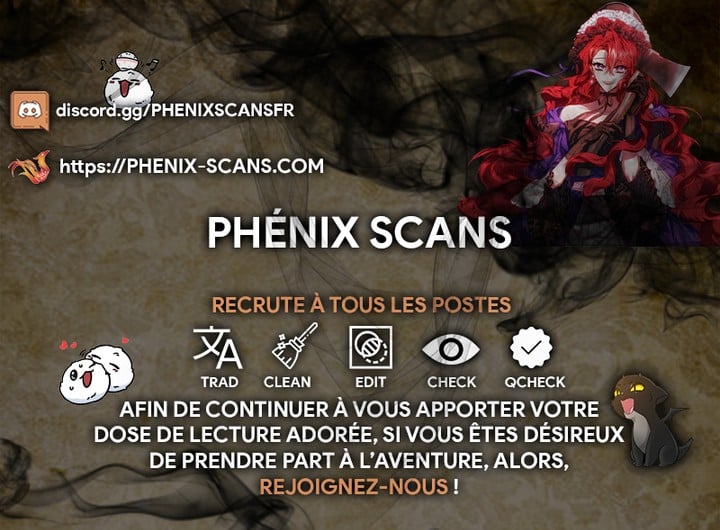 discord.gg/PHENIXSCANSFR
https://PHENIX-SCANS.COM
PHÉNIX SCANS
RECRUTE À TOUS LES POSTES
文A
TRAD CLEAN EDIT CHECK QCHECK
AFIN DE CONTINUER À VOUS APPORTER VOTRE
DOSE DE LECTURE ADORÉE, SI VOUS ÊTES DÉSIREUX
DE PRENDRE PART À L'AVENTURE, ALORS,
REJOIGNEZ-NOUS !